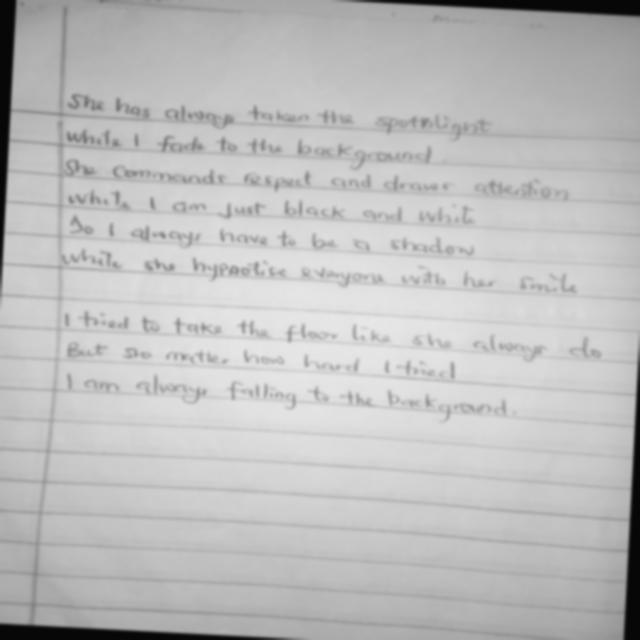 She has always taken the spotmlight
while I fade to the background
She commands respect and draws attention
While I am just black and white
So I always have to be a shadow
While she hypnotise everyone with her smile
I tried to take the floor like she always do
But no matter how hard I tried
I am always falling to the background.